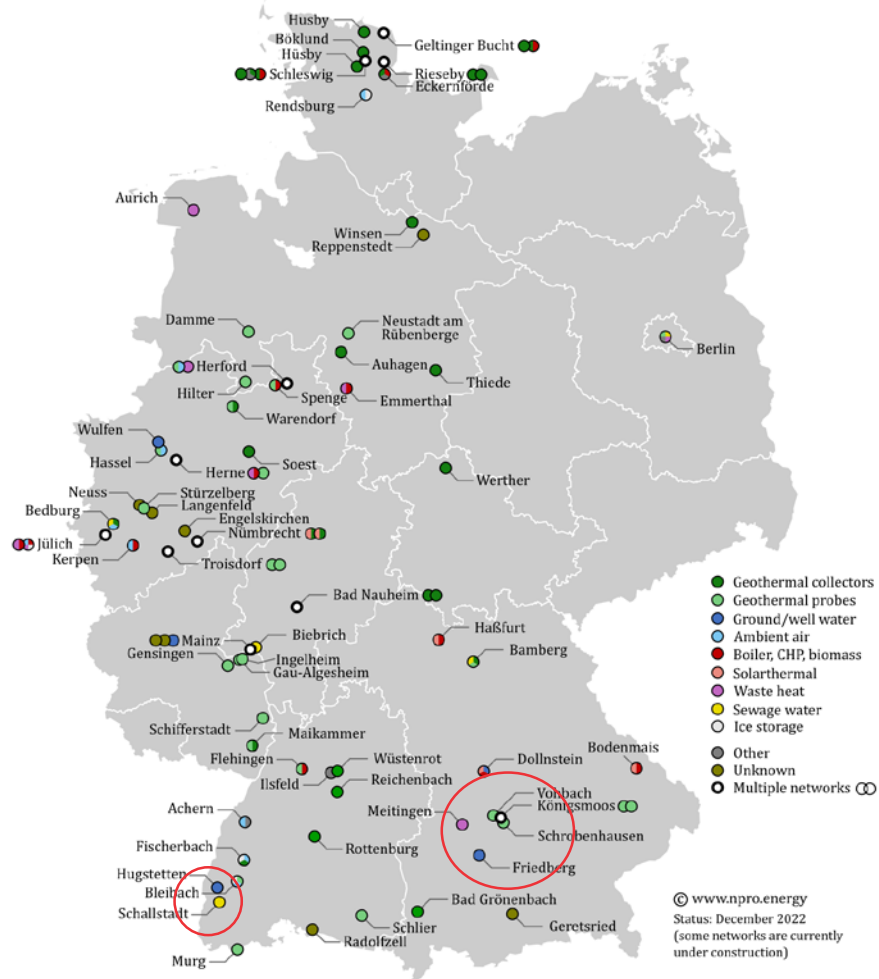 Husby
Böklund
Hüsby
Schleswig
Geltinger Bucht
Rieseby
Eckernförde
Rendsburg
Aurich
Winsen
Reppenstedt
Damme
Neustadt am
Rübenberge
Auhagen
Thiede
Berlin
Herford
Hilter
Spenge
Emmerthal
Warendorf
Wulfen
Hassel
Herne
Soest
Werther
Neuss
Stürzelberg
Langenfeld
Bedburg
Engelskirchen
Jülich
Kerpen
Nümbrecht
Troisdorf
Bad Nauheim
Haßfurt
Bamberg
Mainz
Biebrich
Gensingen
Ingelheim
Gau-Algesheim
Schifferstadt
Maikammer
Flehingen
Ilsfeld
Wüstenrot
Reichenbach
Dollnstein
Bodenmais
Achern
Rottenburg
Meitingen
Vohbach
Königsmoos
Schrobenhausen
Friedberg
Fischerbach
Hugstetten
Bleibach
Schallstadt
Murg
Radolfzell
Schlier
Bad Grönenbach
Geretsried
Geothermal collectors
Geothermal probes
Ground/well water
Ambient air
Boiler, CHP, biomass
Solarthermal
Waste heat
Sewage water
Ice storage
Other
Unknown
Multiple networks
© www.npro.energy
Status: December 2022
(some networks are currently
under construction)